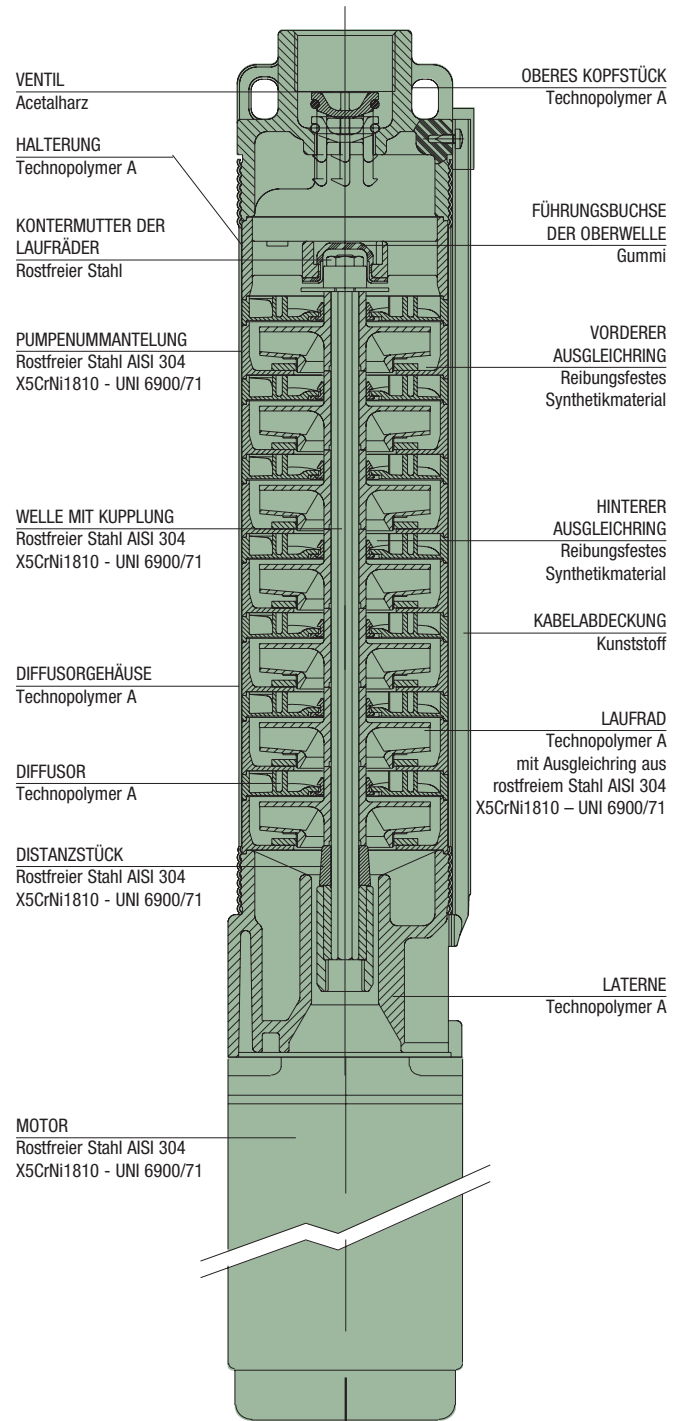 VENTIL
Acetalharz
HALTERUNG
Technopolymer A
KONTERMUTTER DER
LAUFRÄDER
Rostfreier Stahl
PUMPENUMMANTELUNG
Rostfreier Stahl AISI 304
X5CrNi1810 - UNI 6900/71
WELLE MIT KUPPLUNG
Rostfreier Stahl AISI 304
X5CrNi1810 - UNI 6900/71
DIFFUSORGEHÄUSE
Technopolymer A
DIFFUSOR
Technopolymer A
DISTANZSTÜCK
Rostfreier Stahl AISI 304
X5CrNi1810 - UNI 6900/71
MOTOR
Rostfreier Stahl AISI 304
X5CrNi1810 - UNI 6900/71
OBERES KOPFSTÜCK
Technopolymer A
FÜHRUNGSBUCHSE
DER OBERWELLE
Gummi
VORDERER
AUSGLEICHRING
Reibungsfestes
Synthetikmaterial
HINTERER
AUSGLEICHRING
Reibungsfestes
Synthetikmaterial
KABELABDECKUNG
Kunststoff
LAUFRAD
Technopolymer A
mit Ausgleichring aus
rostfreiem Stahl AISI 304
X5CrNi1810 – UNI 6900/71
LATERNE
Technopolymer A